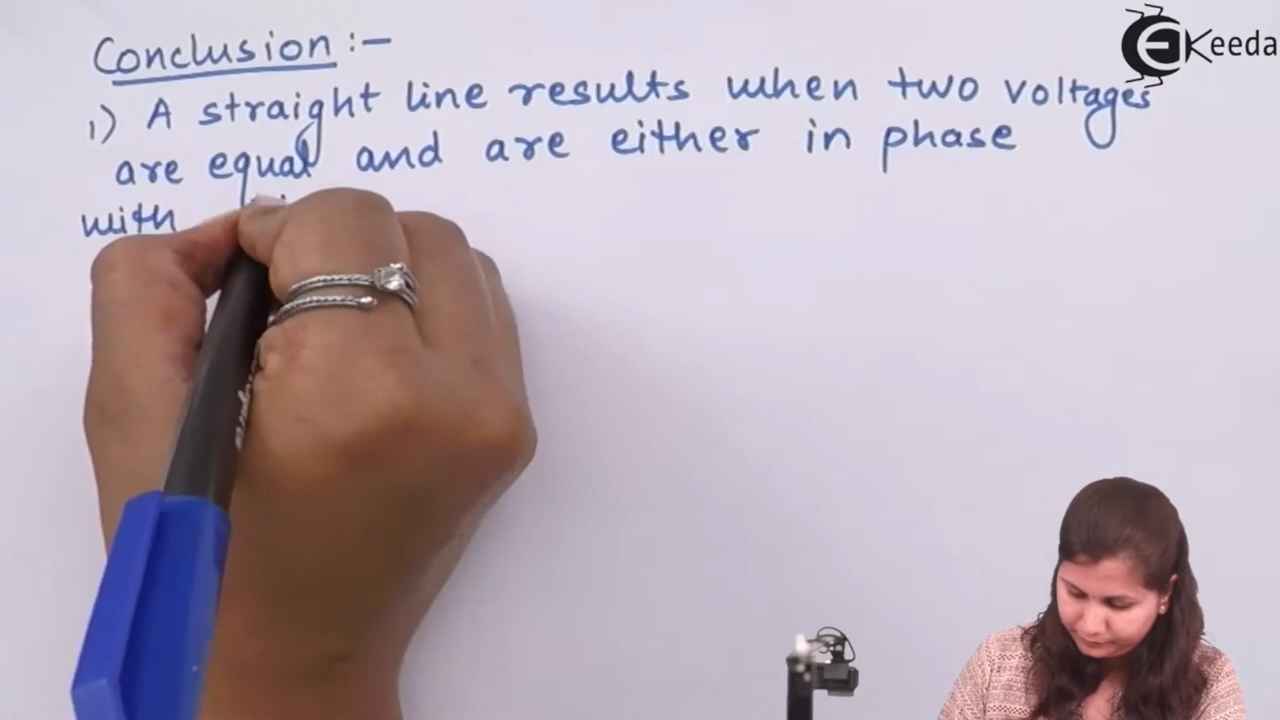 Conclusion :-
1) A straight line results when two voltages
are equal and are either in phase
with
EKeeda